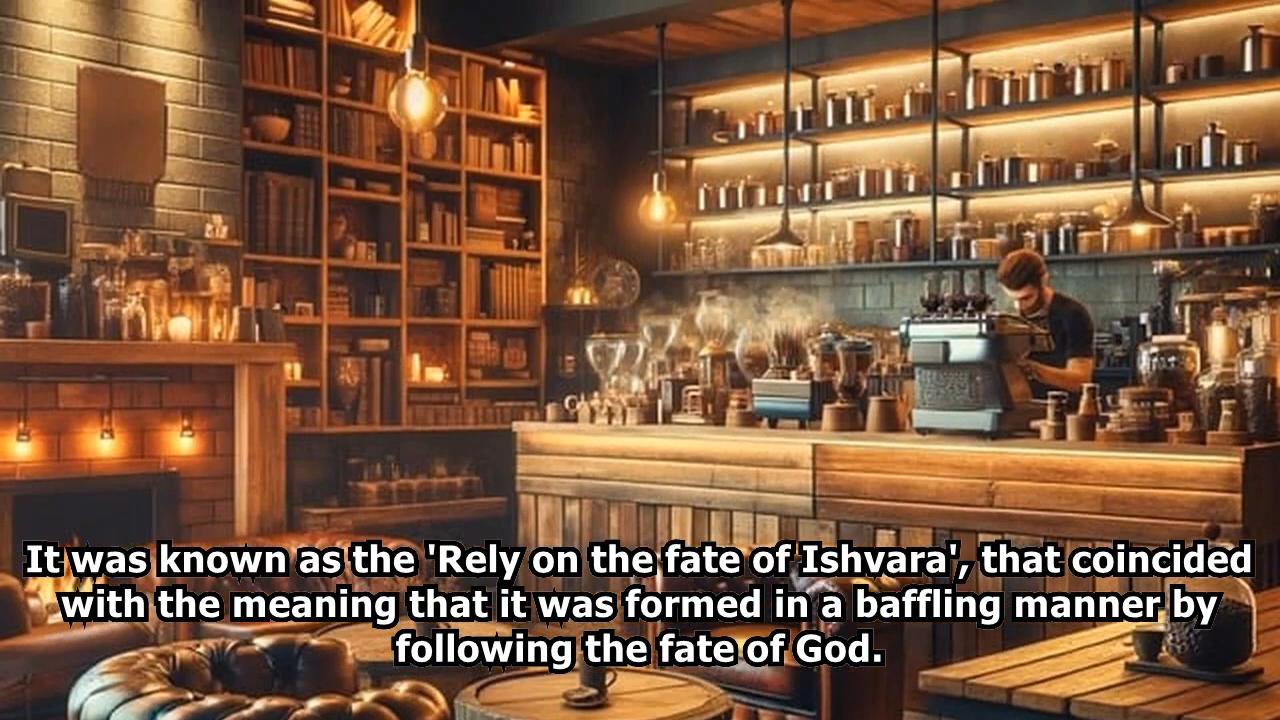 It was known as the 'Rely on the fate of Ishvara', that coincided
with the meaning that it was formed in a baffling manner by
following the fate of God.